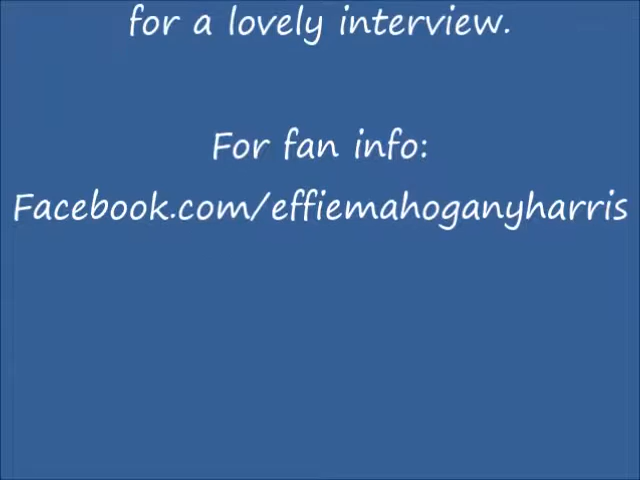 for a lovely interview.
For fan info:
Facebook.com/effiemahoganyharris